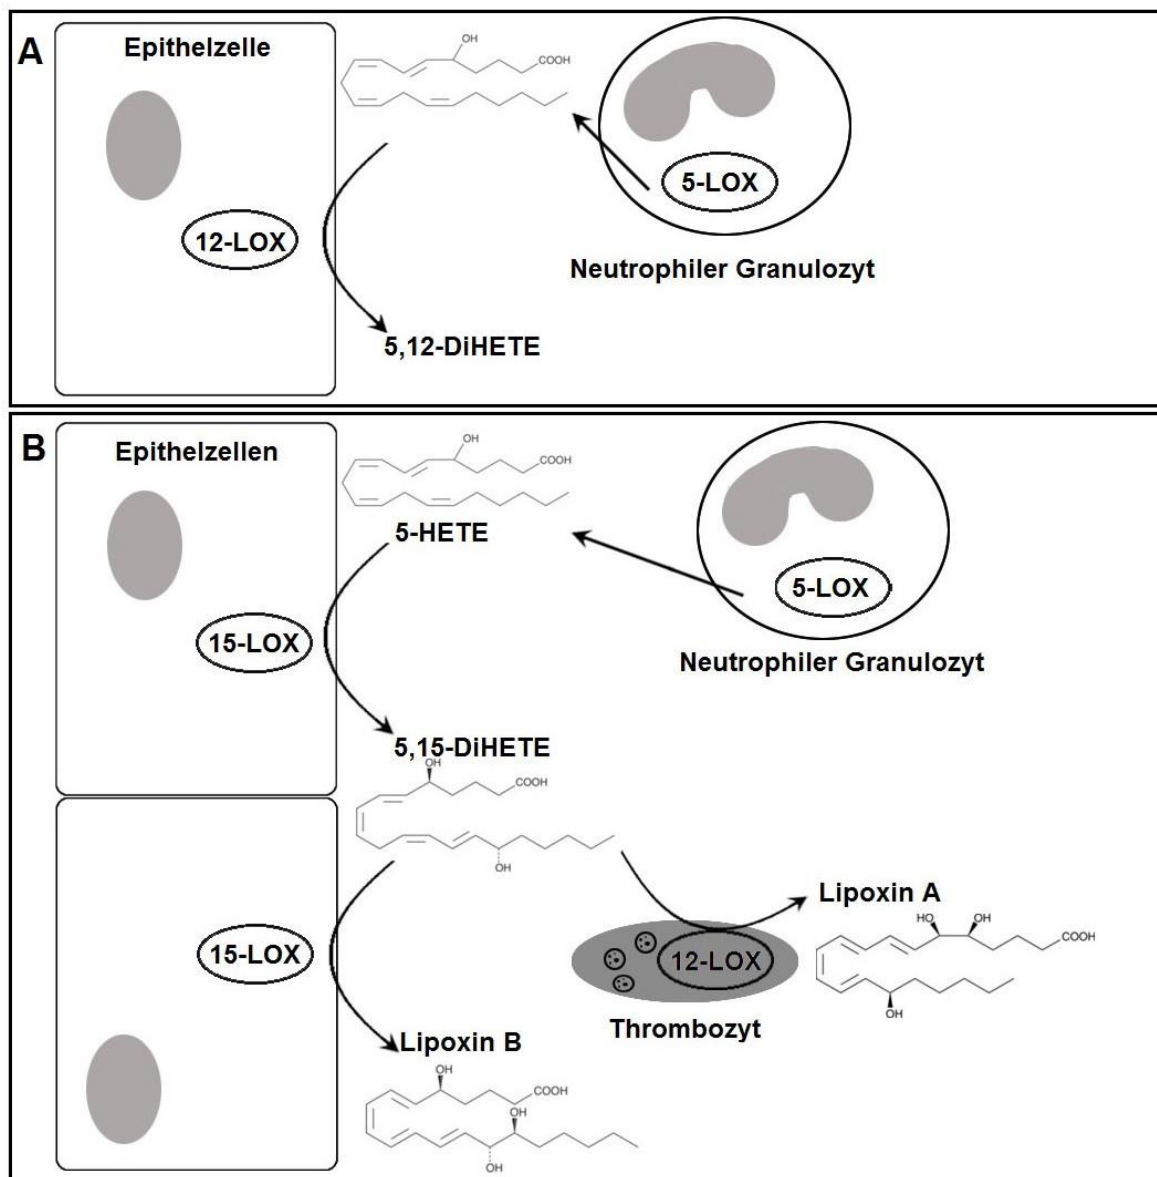 A
Epithelzelle
OH
COOH
5-LOX
12-LOX
Neutrophiler Granulozyt
5,12-DiHETE
B
Epithelzellen
OH
COOH
5-HETE
5-LOX
15-LOX
Neutrophiler Granulozyt
5,15-DiHETE
OH
COOH
OH
Lipoxin A
HO
OH
COOH
15-LOX
12-LOX
OH
Thrombozyt
Lipoxin B
OH
COOH
OH
OH